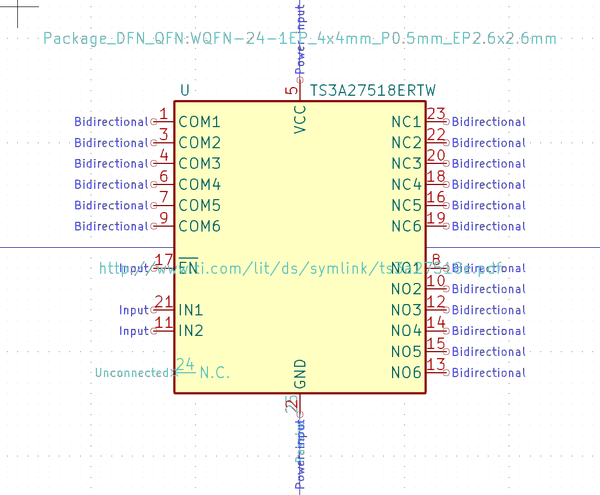 Power input
Package_DFN_QFN:WQFN-24-1EP_4x4mm_P0.5mm_EP2.6x2.6mm
U 5 TS3A27518ERTW
VCC
Bidirectional 1 COM1 NC1 23 Bidirectional
Bidirectional 3 COM2 NC2 22 Bidirectional
Bidirectional 4 COM3 NC3 20 Bidirectional
Bidirectional 6 COM4 NC4 18 Bidirectional
Bidirectional 7 COM5 NC5 16 Bidirectional
Bidirectional 9 COM6 NC6 19 Bidirectional
Input 17 EN NO1 8 Bidirectional
http://www.ti.com/lit/ds/symlink/ts3a27518e.pdf
NO2 10 Bidirectional
Input 21 IN1 NO3 12 Bidirectional
Input 11 IN2 NO4 14 Bidirectional
NO5 15 Bidirectional
Unconnected 24 N.C. NO6 13 Bidirectional
GND
2
Power input